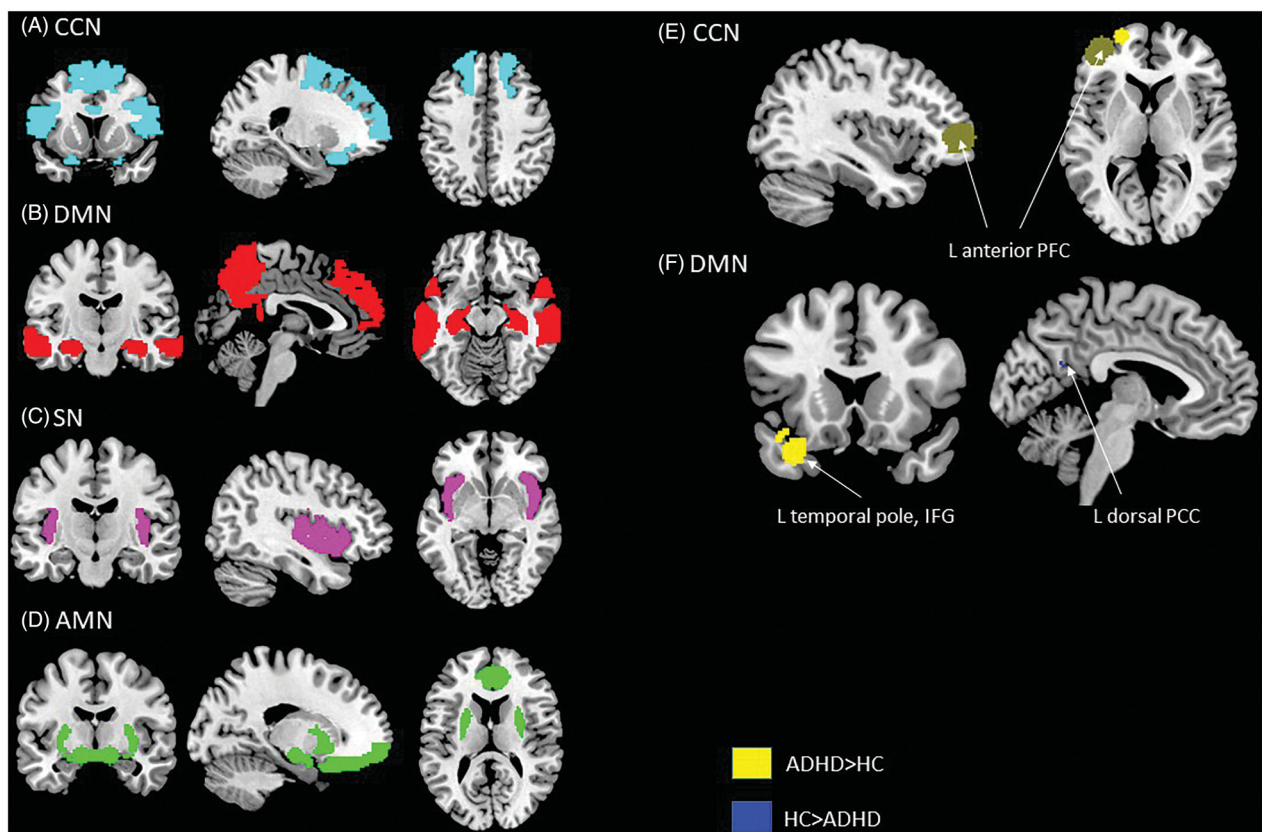 (A) CCN
(B) DMN
(C) SN
(D) AMN
(E) CCN
L anterior PFC
(F) DMN
L temporal pole, IFG
L dorsal PCC
ADHD>HC
HC>ADHD